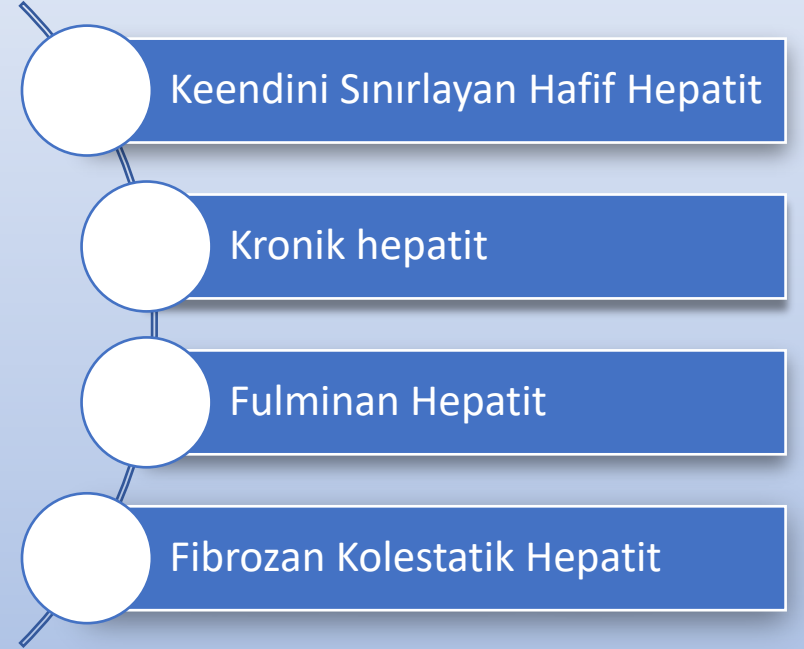 Keendini Sınırlayan Hafif Hepatit
Kronik hepatit
Fulminan Hepatit
Fibrozan Kolestatik Hepatit